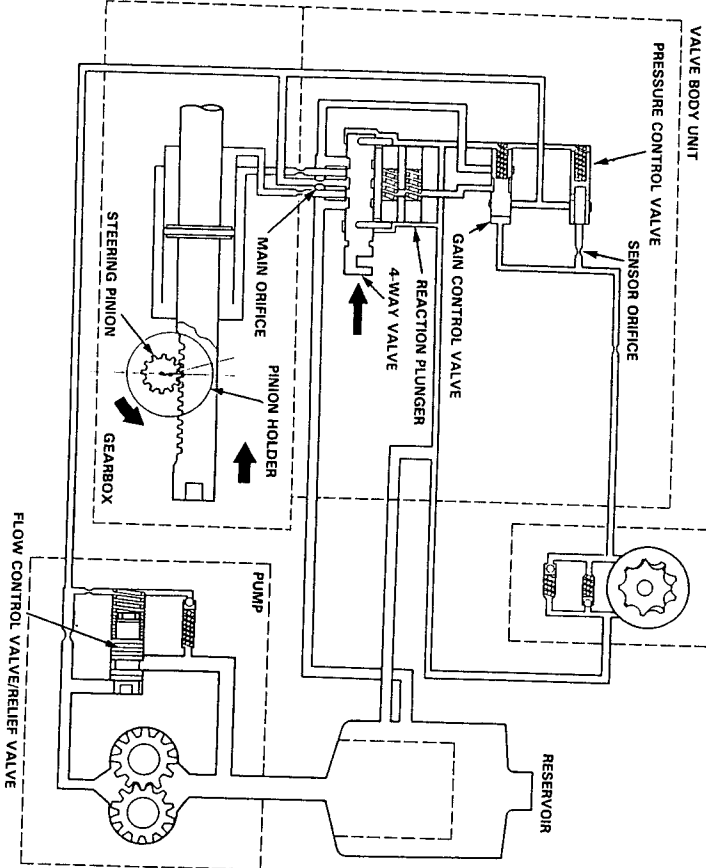 VALVE BODY UNIT
PRESSURE CONTROL VALVE
SENSOR ORIFICE
GAIN CONTROL VALVE
REACTION PLUNGER
4-WAY VALVE
MAIN ORIFICE
STEERING PINION
PINION HOLDER
GEARBOX
FLOW CONTROL VALVE/RELIEF VALVE
PUMP
RESERVOIR